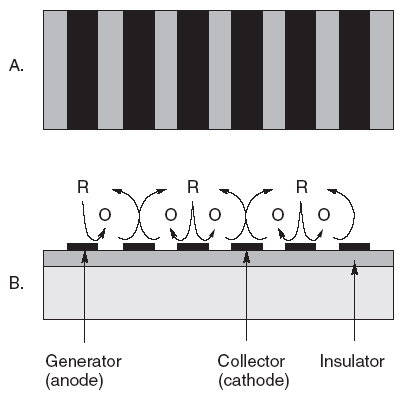 A.
R R R
O O O O O
B.
Generator Collector Insulator
(anode) (cathode)